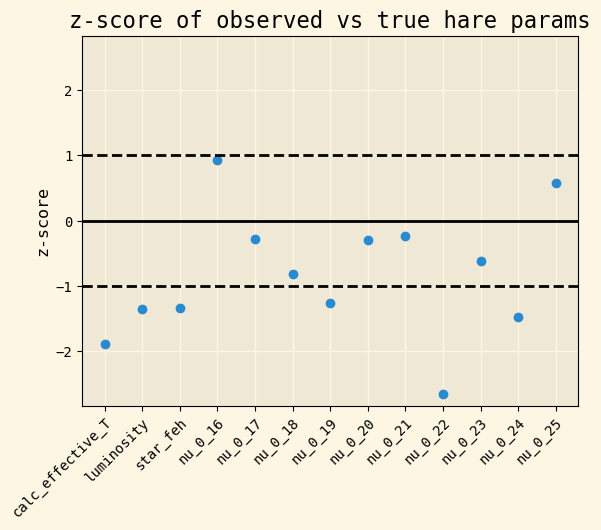 z-score of observed vs true hare params
z-score
2
1
0
−1
−2
calc_effective_T
luminosity
star_feh
nu_0_16
nu_0_17
nu_0_18
nu_0_19
nu_0_20
nu_0_21
nu_0_22
nu_0_23
nu_0_24
nu_0_25